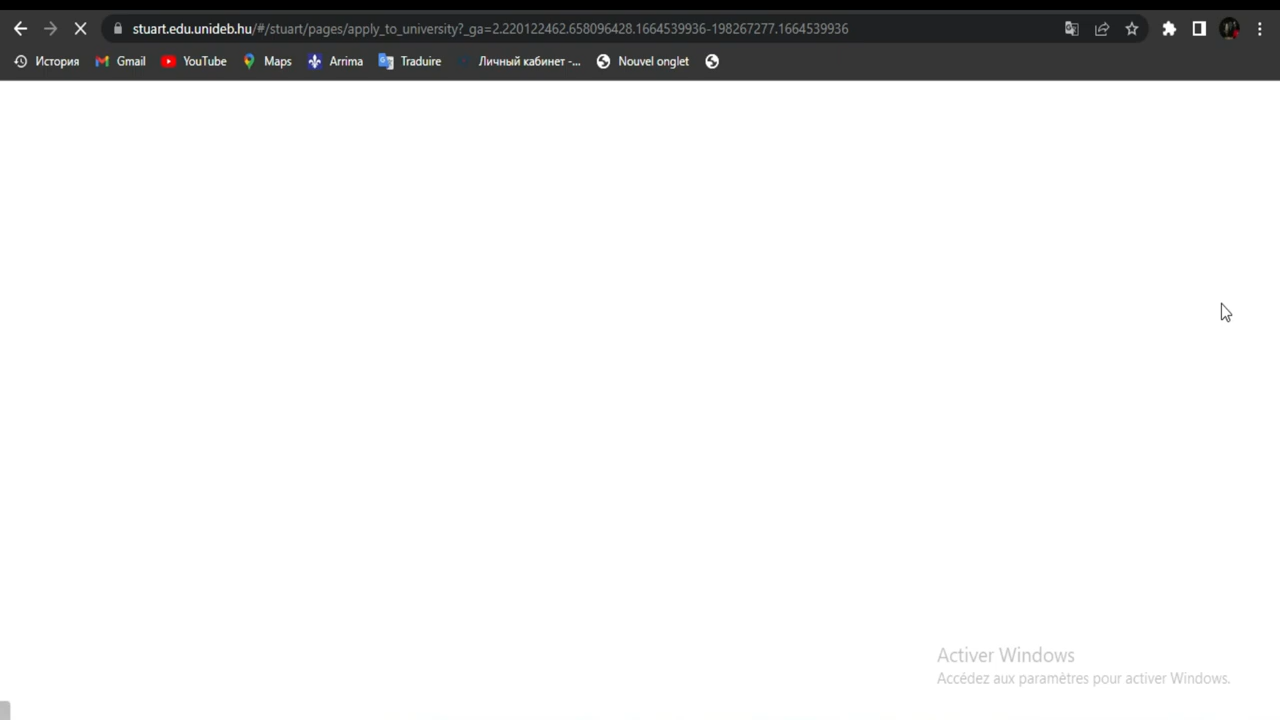 stuart.edu.unideb.hu/#/stuart/pages/apply_to_university?_ga=2.220122462.658096428.1664539936-198267277.1664539936
История Gmail YouTube Maps Arrima Traduire Личный кабинет -... Nouvel onglet
Activer Windows
Accédez aux paramètres pour activer Windows.